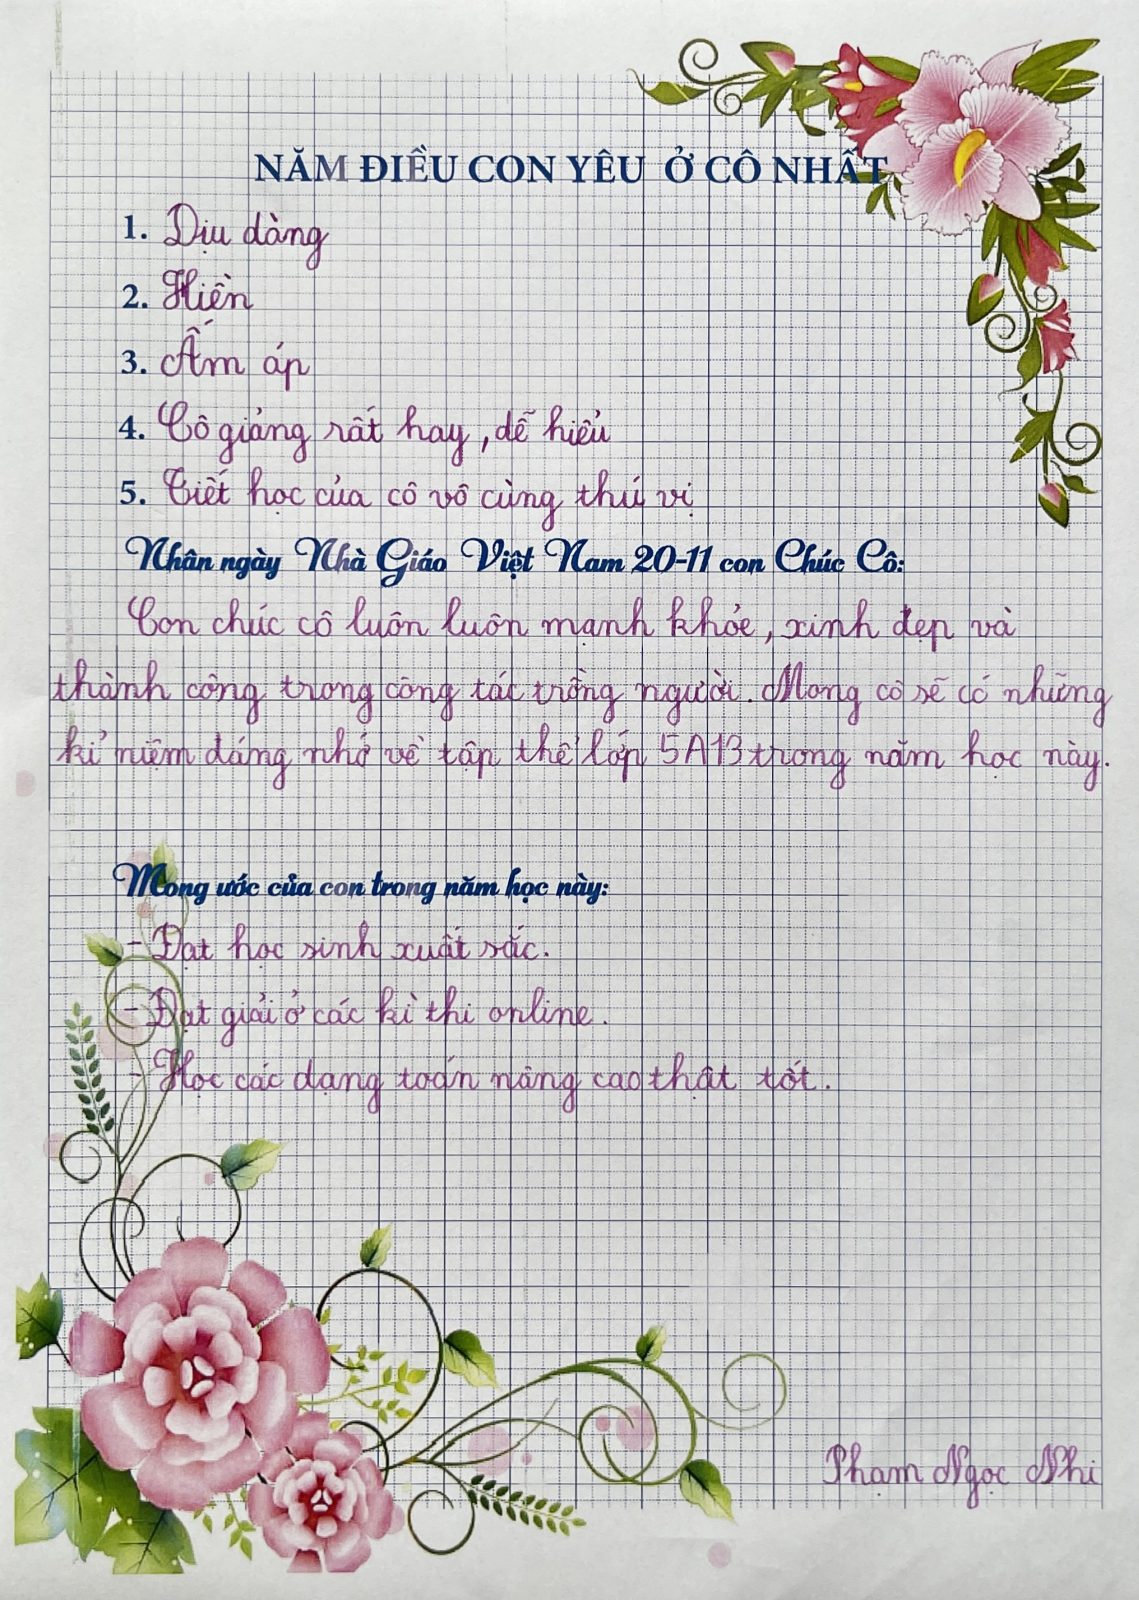 NĂM ĐIỀU CON YÊU Ở CÔ NHẤT
1. Dịu dàng
2. Hiền
3. Ấm áp
4. Cô giảng rất hay, dễ hiểu
5. Tiết học của cô vô cùng thú vị
Nhân ngày Nhà Giáo Việt Nam 20-11 con Chúc Cô:
Con chúc cô luôn luôn mạnh khỏe, xinh đẹp và
thành công trong công tác trồng người. Mong cô sẽ có những
kỉ niệm đáng nhớ về tập thể lớp 5A13 trong năm học này.
Mong ước của con trong năm học này:
- Đạt học sinh xuất sắc.
- Đạt giải ở các kì thi online.
- Học các dạng toán nâng cao thật tốt.
Phạm Ngọc Nhi